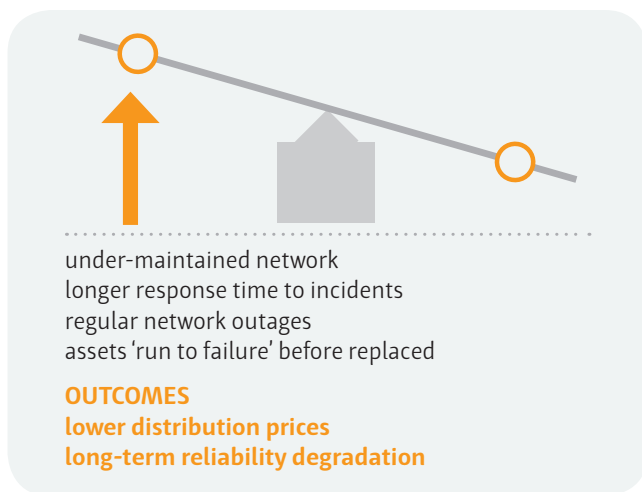 under-maintained network
longer response time to incidents
regular network outages
assets ‘run to failure’ before replaced
OUTCOMES
lower distribution prices
long-term reliability degradation